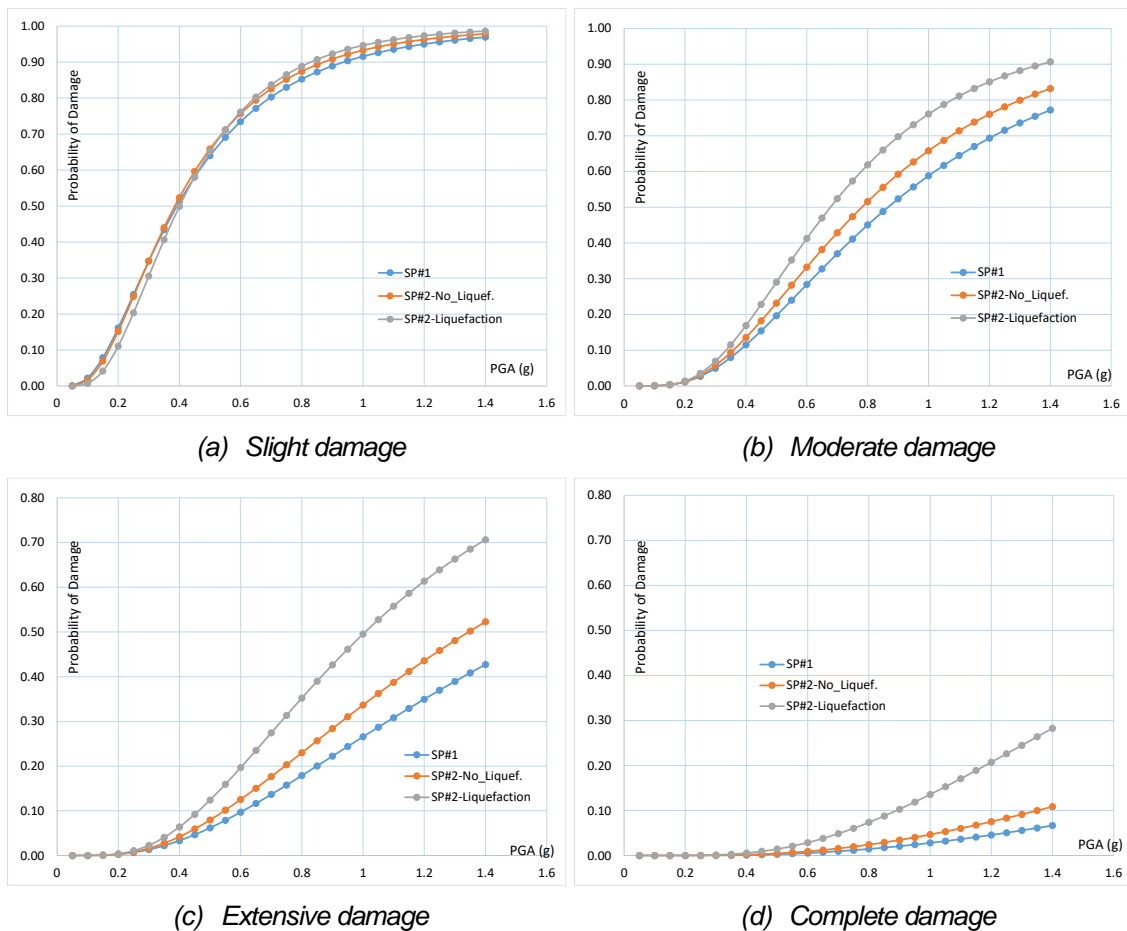 1.00
0.90
0.80
0.70
0.60
0.50
0.40
0.30
0.20
0.10
0.00
Probability of Damage
SP#1
SP#2-No_Liquef.
SP#2-Liquefaction
PGA (g)
0 0.2 0.4 0.6 0.8 1 1.2 1.4 1.6
(a) Slight damage
1.00
0.90
0.80
0.70
0.60
0.50
0.40
0.30
0.20
0.10
0.00
Probability of Damage
SP#1
SP#2-No_Liquef.
SP#2-Liquefaction
PGA (g)
0 0.2 0.4 0.6 0.8 1 1.2 1.4 1.6
(b) Moderate damage
0.80
0.70
0.60
0.50
0.40
0.30
0.20
0.10
0.00
Probability of Damage
SP#1
SP#2-No_Liquef.
SP#2-Liquefaction
PGA (g)
0 0.2 0.4 0.6 0.8 1 1.2 1.4 1.6
(c) Extensive damage
0.80
0.70
0.60
0.50
0.40
0.30
0.20
0.10
0.00
Probability of Damage
SP#1
SP#2-No_Liquef.
SP#2-Liquefaction
PGA (g)
0 0.2 0.4 0.6 0.8 1 1.2 1.4 1.6
(d) Complete damage